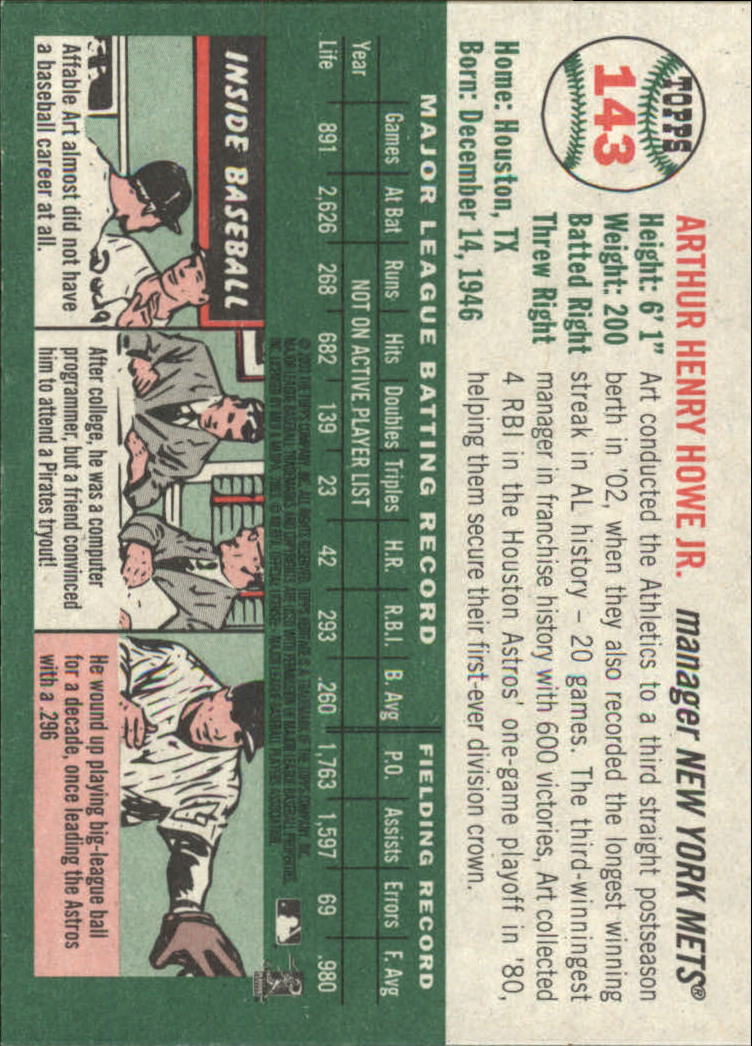 TOPPS
143
ARTHUR HENRY HOWE JR. manager NEW YORK METS®
Height: 6' 1"
Weight: 200
Batted Right
Threw Right
Home: Houston, TX
Born: December 14, 1946
Art conducted the Athletics to a third straight postseason
berth in '02, when they also recorded the longest winning
streak in AL history – 20 games. The third-winningest
manager in franchise history with 600 victories, Art collected
4 RBI in the Houston Astros' one-game playoff in '80,
helping them secure their first-ever division crown.
MAJOR LEAGUE BATTING RECORD FIELDING RECORD
Year Games At Bat Runs Hits Doubles Triples H.R. R.B.I. B. Avg P.O. Assists Errors F. Avg
NOT ON ACTIVE PLAYER LIST
Life 891 2,626 268 682 139 23 42 293 .260 1,763 1,597 69 .980
INSIDE BASEBALL
Affable Art almost did not have
a baseball career at all.
After college, he was a computer
programmer, but a friend convinced
him to attend a Pirates tryout!
He wound up playing big-league ball
for a decade, once leading the Astros
with a .296